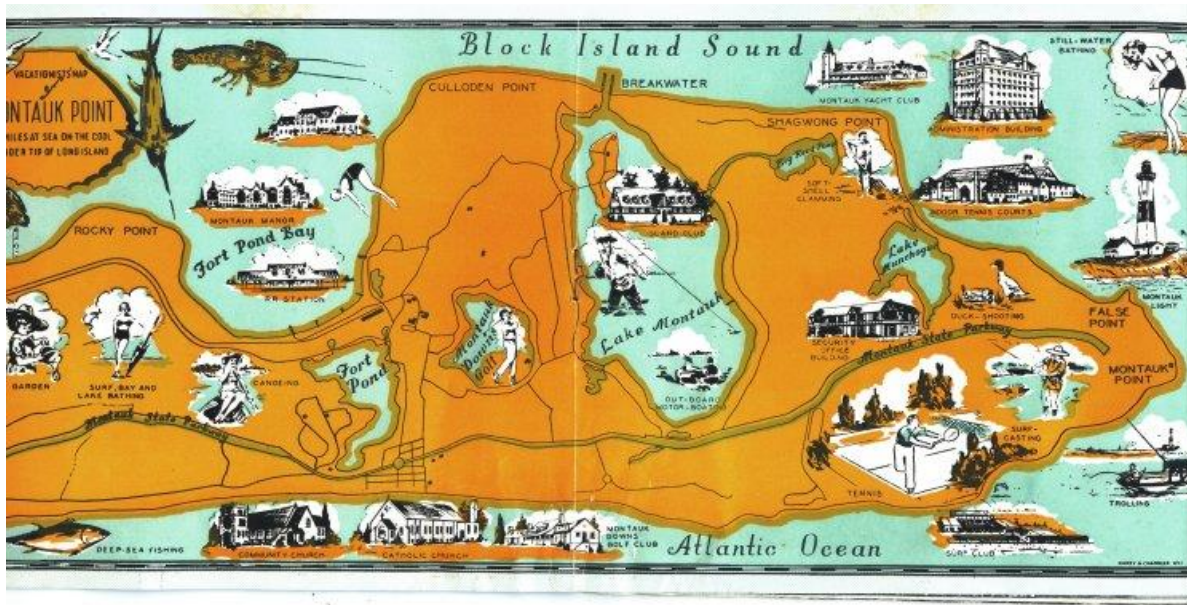 Block Island Sound
VACATIONISTS' MAP
ONTAUK POINT
MILES AT SEA ON THE COOL
DER TIP OF LONG ISLAND
CULLODEN POINT
BREAKWATER
MONTAUK YACHT CLUB
ADMINISTRATION BUILDING
STILL-WATER
BATHING
SHAGWONG POINT
SOFT-
SHELL
CLAMMING
INDOOR TENNIS COURTS
MONTAUK MANOR
ROCKY POINT
Fort Pond Bay
RR STATION
ISLAND CLUB
Lake
MONTAUK
LIGHT
DUCK-SHOOTING
FALSE
POINT
SECURITY
OFFICE
BUILDING
Montauk State Parkway
MONTAUK
POINT
Lake Montauk
OUT-BOARD
MOTOR-BOATING
Montauk
Downs
Golf
Fort
Pond
CANOEING
GARDEN
SURF, BAY AND
LAKE BATHING
Montauk State Parkway
SURF-
CASTING
TENNIS
TROLLING
DEEP-SEA FISHING
COMMUNITY CHURCH
CATHOLIC CHURCH
MONTAUK
DOWNS
GOLF CLUB
Atlantic Ocean
SURF CLUB